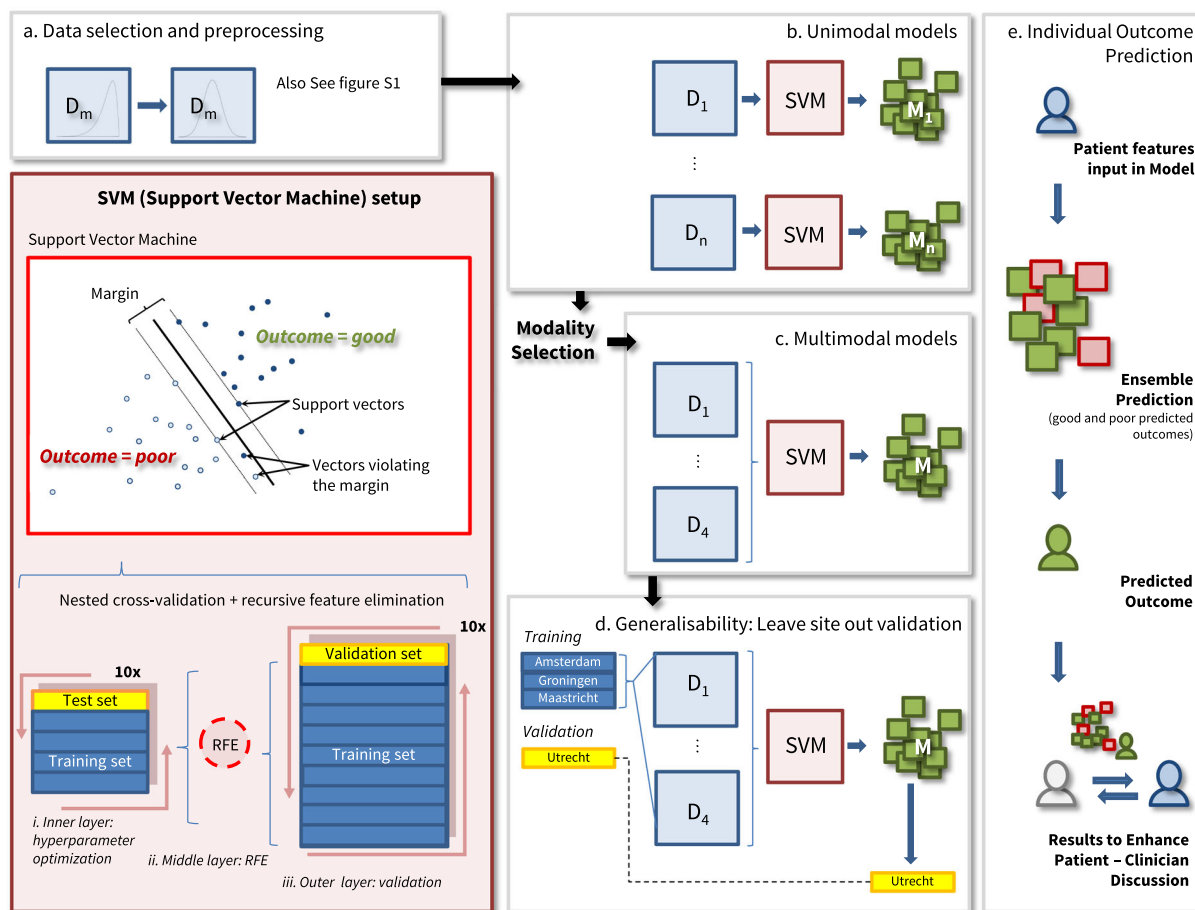 a. Data selection and preprocessing
Dm
Dm
Also See figure S1
SVM (Support Vector Machine) setup
Support Vector Machine
Margin
Outcome = good
Support vectors
Outcome = poor
Vectors violating
the margin
Nested cross-validation + recursive feature elimination
10x
Test set
Training set
i. Inner layer:
hyperparameter
optimization
RFE
ii. Middle layer: RFE
10x
Validation set
Training set
iii. Outer layer: validation
b. Unimodal models
D1
SVM
M1
⋮
Dn
SVM
Mn
Modality
Selection
c. Multimodal models
D1
⋮
D4
SVM
M
d. Generalisability: Leave site out validation
Training
Amsterdam
Groningen
Maastricht
Validation
Utrecht
D1
⋮
D4
SVM
M
Utrecht
e. Individual Outcome
Prediction
Patient features
input in Model
Ensemble
Prediction
(good and poor predicted
outcomes)
Predicted
Outcome
Results to Enhance
Patient – Clinician
Discussion